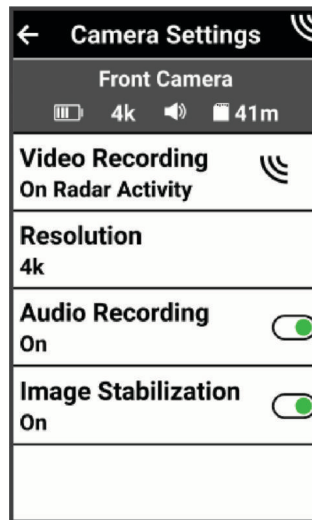 Camera Settings
Front Camera
4k 41m
Video Recording
On Radar Activity
Resolution
4k
Audio Recording
On
Image Stabilization
On